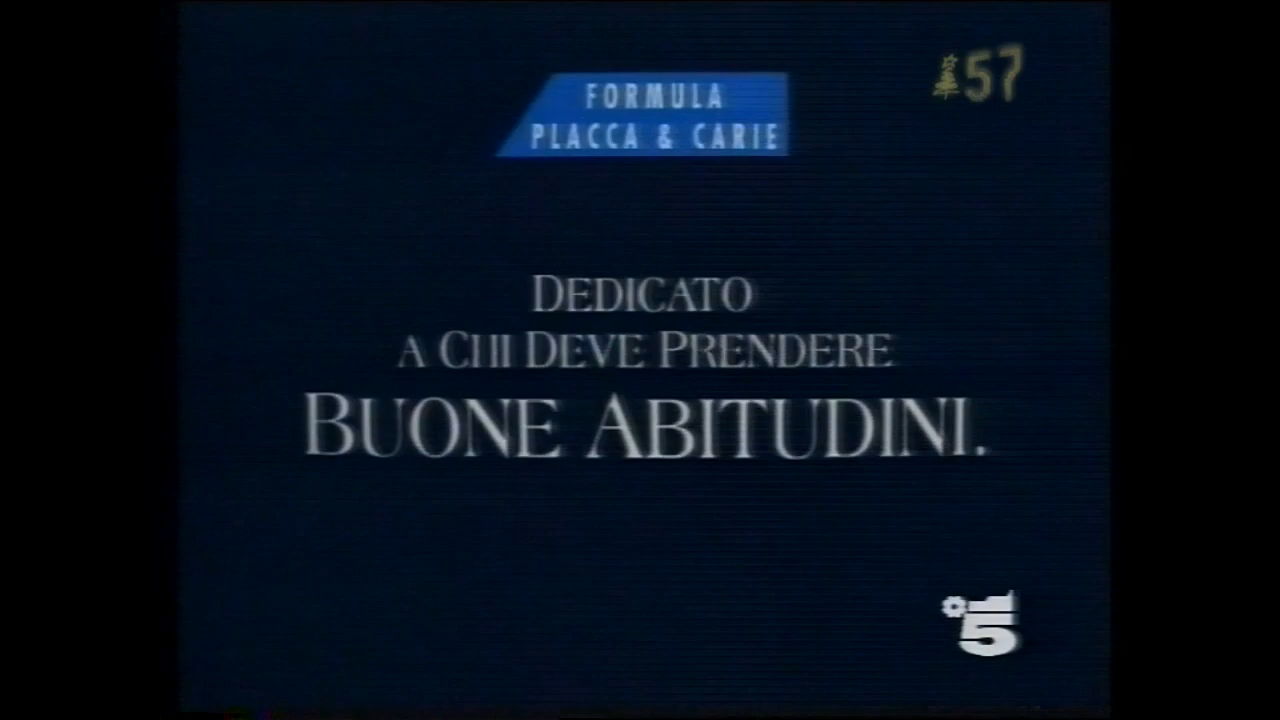 FORMULA
PLACCA & CARIE
57
DEDICATO
A CHI DEVE PRENDERE
BUONE ABITUDINI.
5